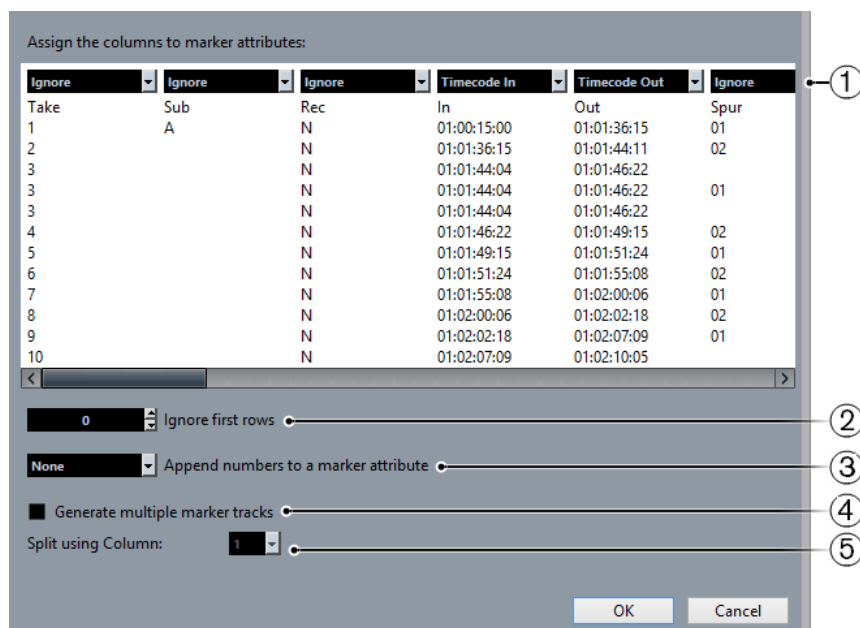 Assign the columns to marker attributes:
Ignore Ignore Ignore Timecode In Timecode Out Ignore
①
Take Sub Rec In Out Spur
1 A N 01:00:15:00 01:01:36:15 01
2 N 01:01:36:15 01:01:44:11 02
3 N 01:01:44:04 01:01:46:22
3 N 01:01:44:04 01:01:46:22 01
3 N 01:01:44:04 01:01:46:22
4 N 01:01:46:22 01:01:49:15 02
5 N 01:01:49:15 01:01:51:24 01
6 N 01:01:51:24 01:01:55:08 02
7 N 01:01:55:08 01:02:00:06 01
8 N 01:02:00:06 01:02:02:18 02
9 N 01:02:02:18 01:02:07:09 01
10 N 01:02:07:09 01:02:10:05
0 Ignore first rows ②
None Append numbers to a marker attribute ③
Generate multiple marker tracks ④
Split using Column: 1 ⑤
OK Cancel